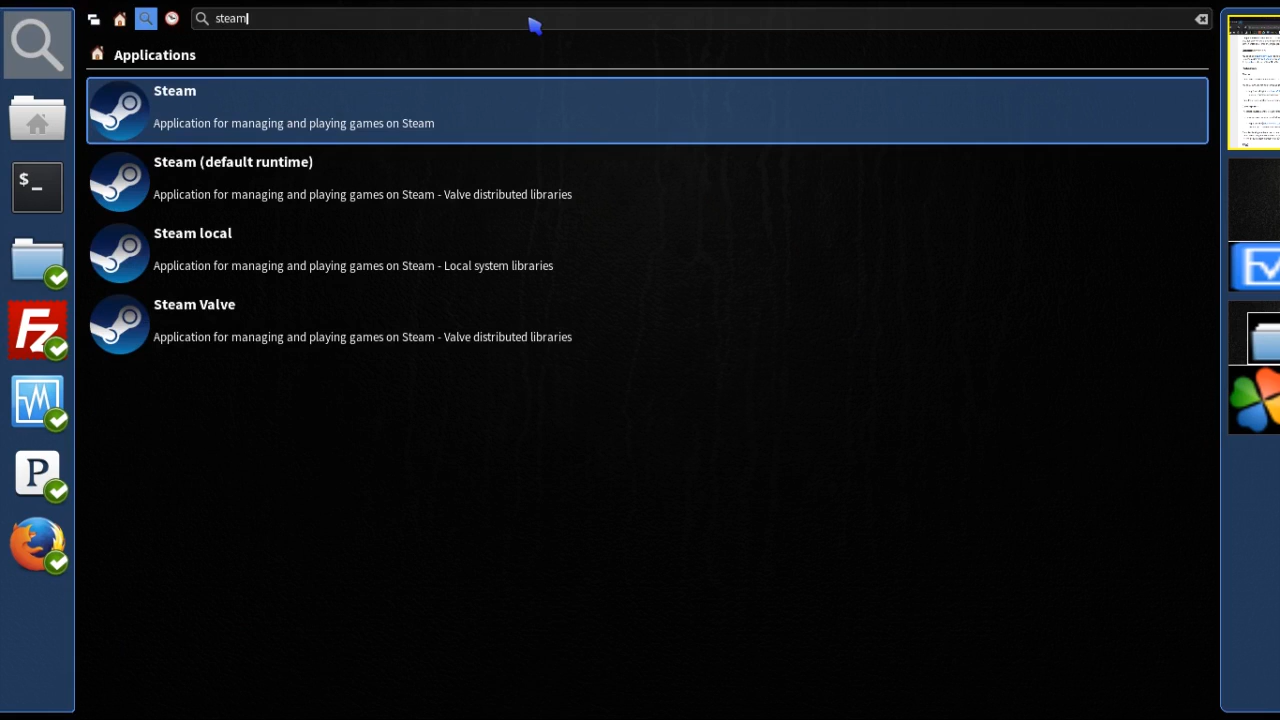 steam
Applications
Steam
Application for managing and playing games on Steam
Steam (default runtime)
Application for managing and playing games on Steam - Valve distributed libraries
Steam local
Application for managing and playing games on Steam - Local system libraries
Steam Valve
Application for managing and playing games on Steam - Valve distributed libraries
$_
Fz
P